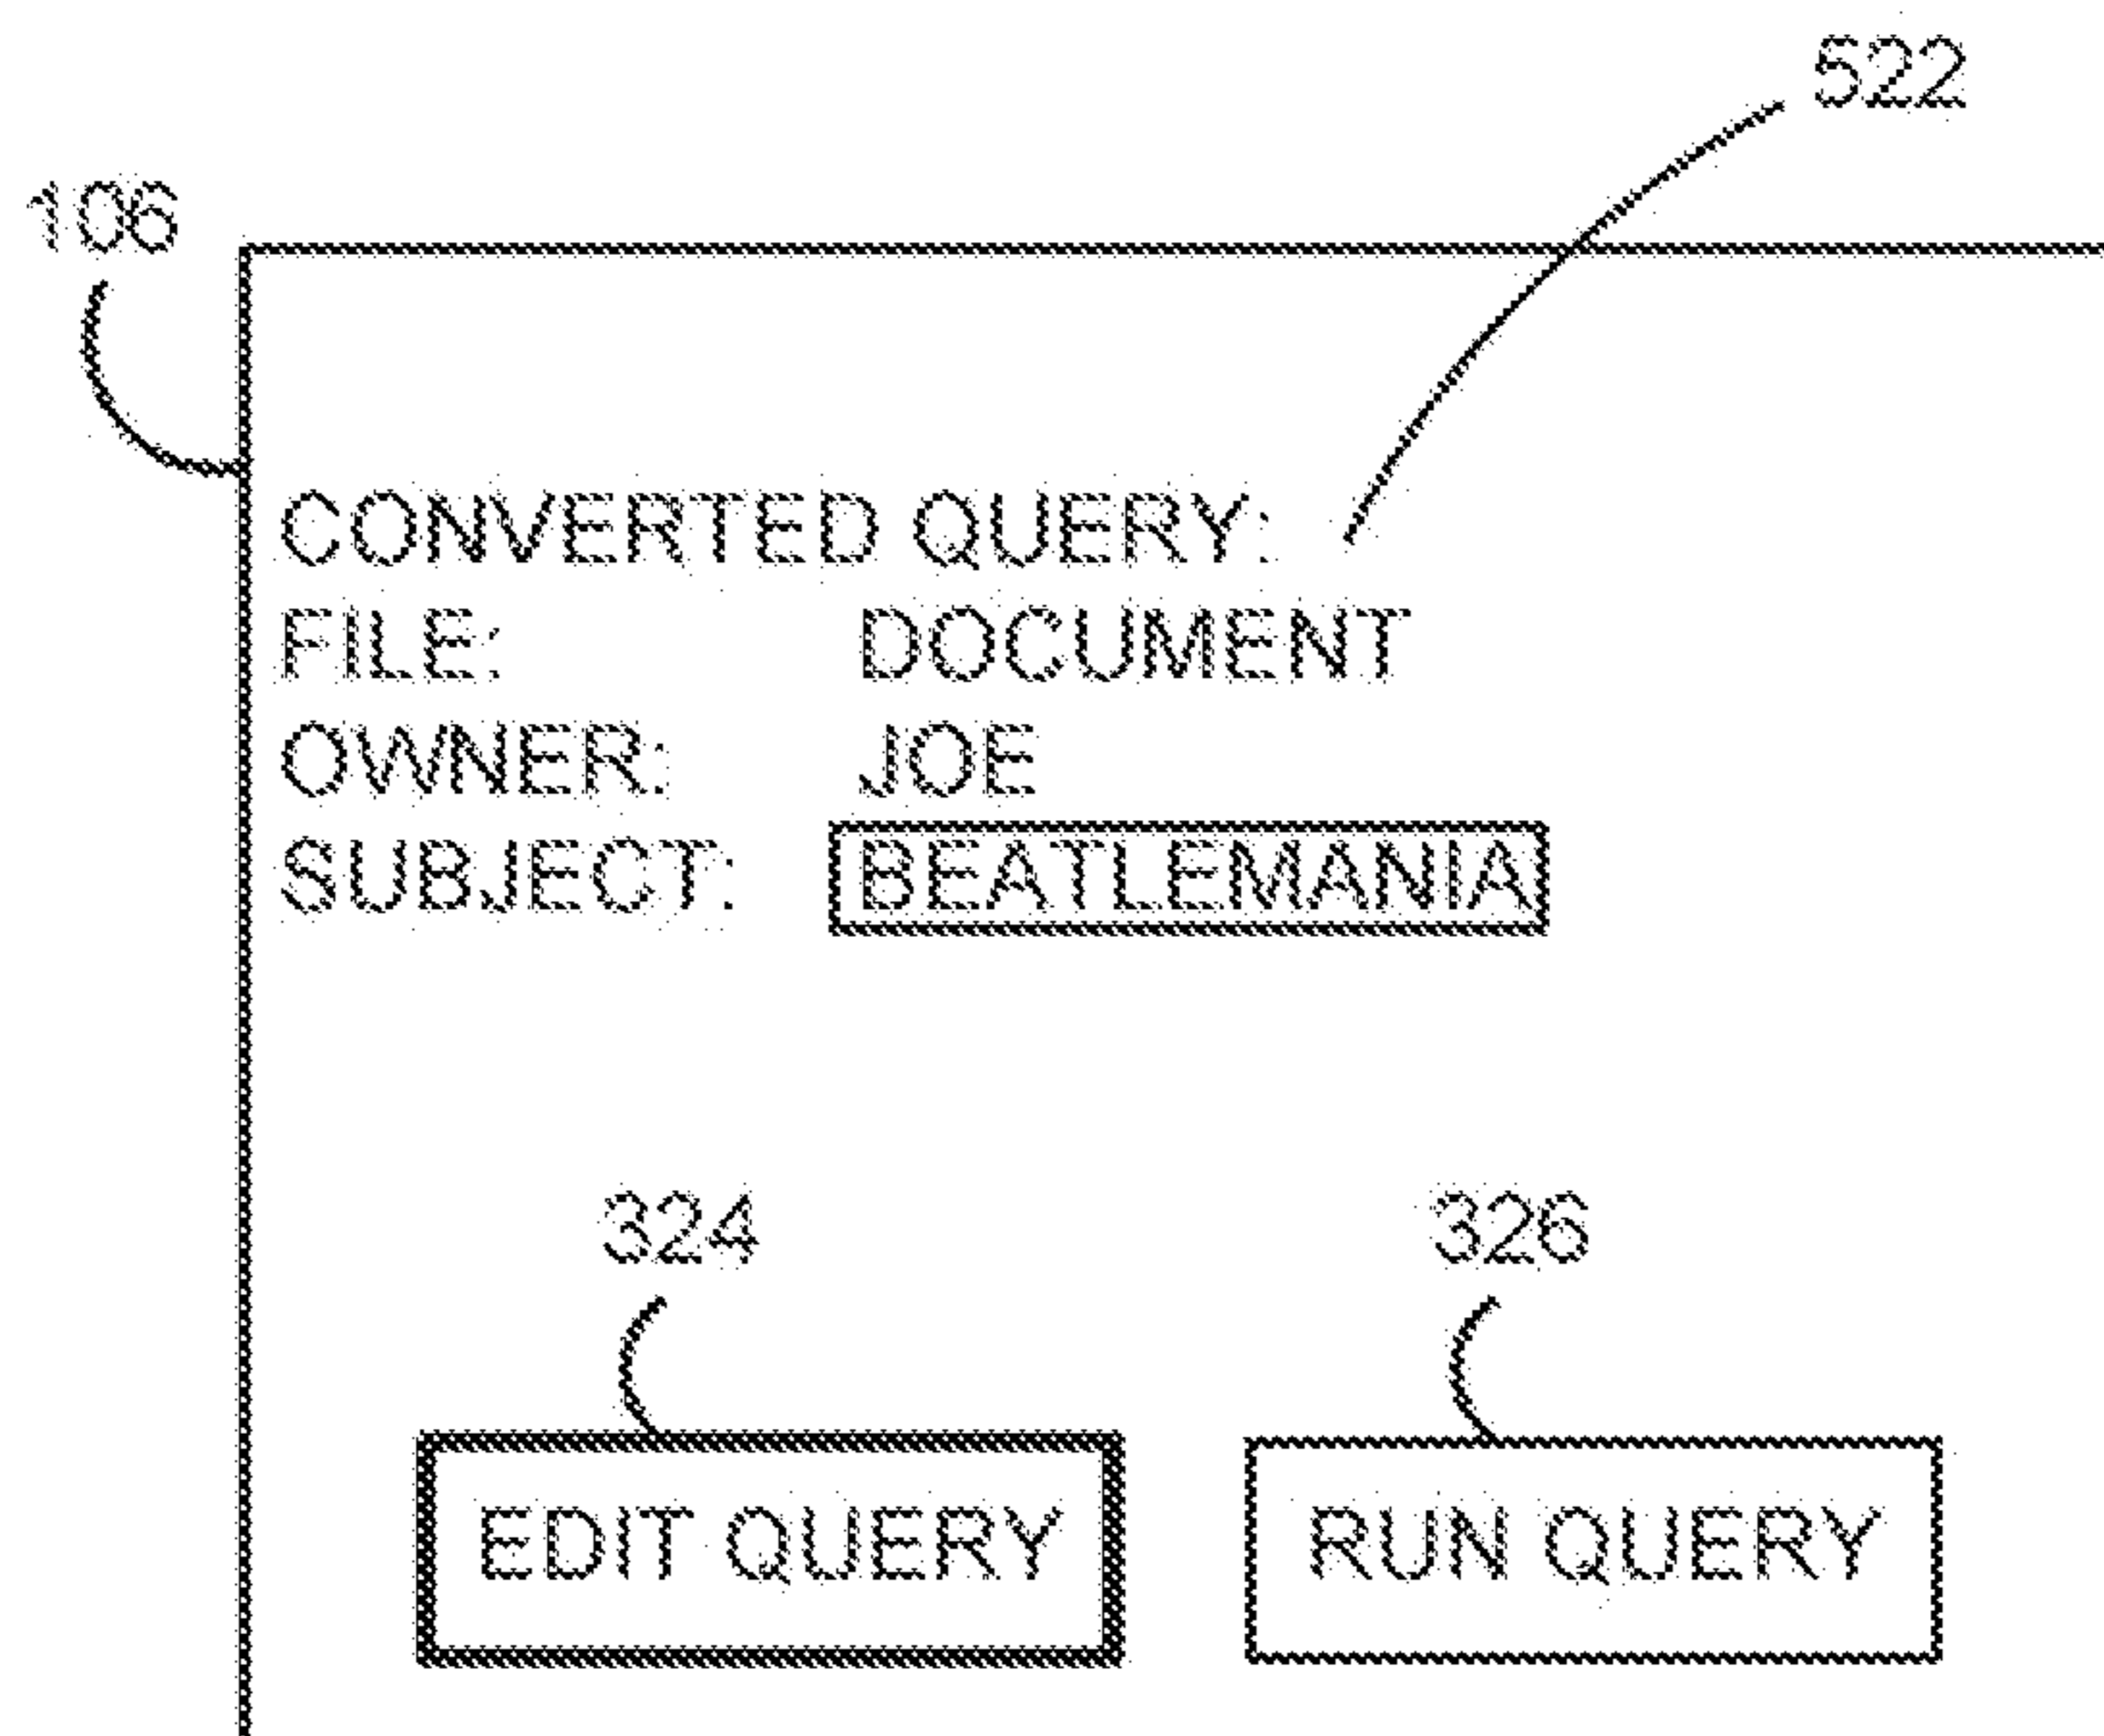 522
106
CONVERTED QUERY:
FILE: DOCUMENT
OWNER: JOE
SUBJECT: BEATLEMANIA
324 326
EDIT QUERY RUN QUERY